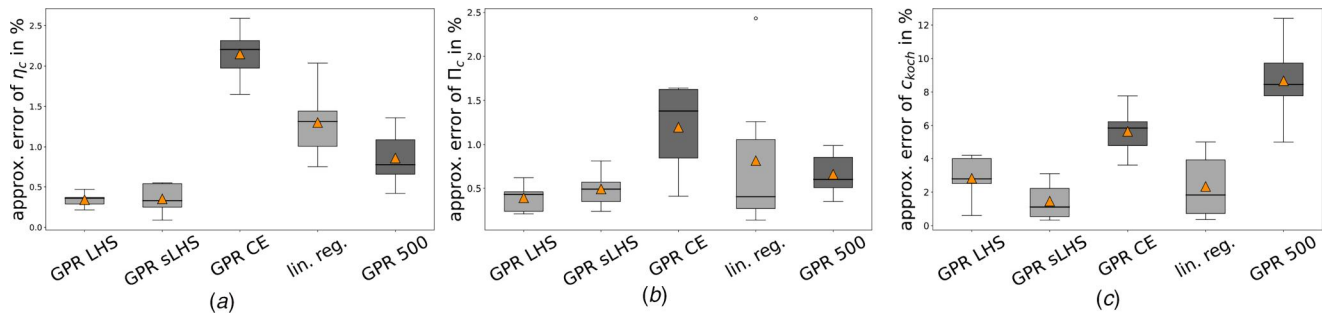 approx. error of η_c in %
2.5
2.0
1.5
1.0
0.5
0.0
GPR LHS
GPR sLHS
GPR CE
lin. reg.
GPR 500
(a)
approx. error of Π_c in %
2.5
2.0
1.5
1.0
0.5
GPR LHS
GPR sLHS
GPR CE
lin. reg.
GPR 500
(b)
approx. error of c_koch in %
12
10
8
6
4
2
0
GPR LHS
GPR sLHS
GPR CE
lin. reg.
GPR 500
(c)